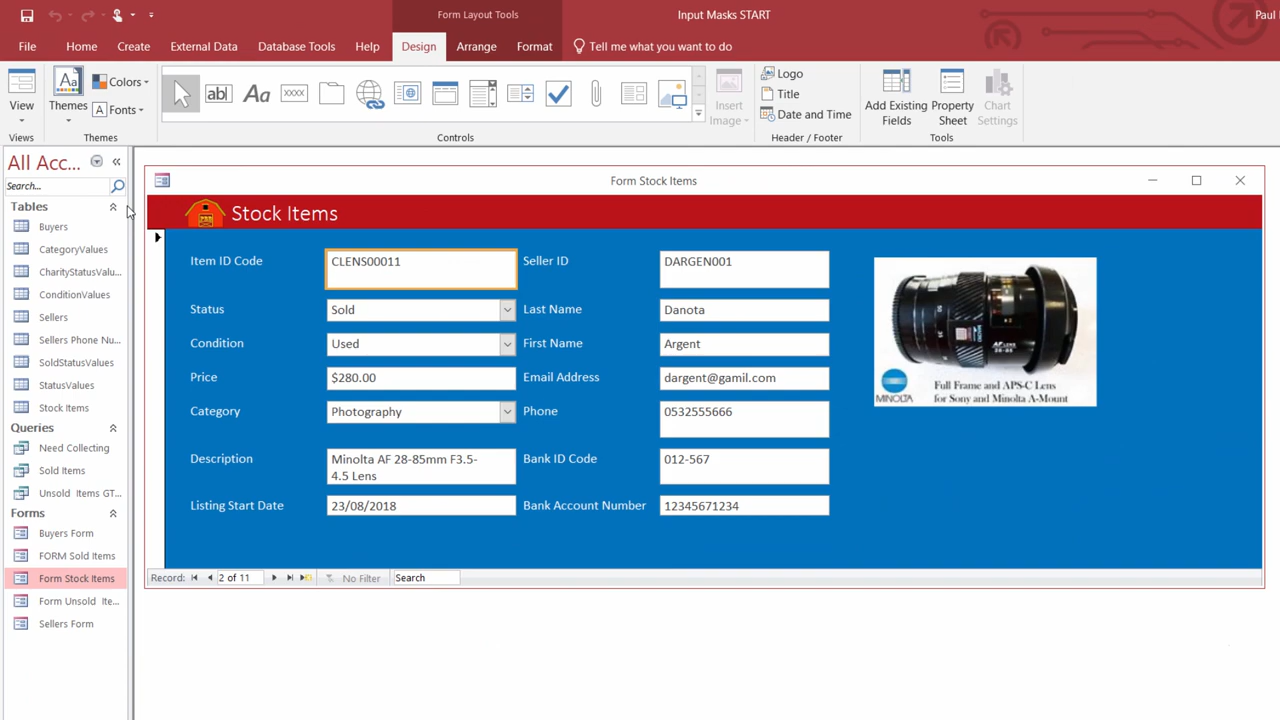 Form Layout Tools
Input Masks START
Paul
File
Home
Create
External Data
Database Tools
Help
Design
Arrange
Format
Tell me what you want to do
View
Themes
Colors
Fonts
Aa
ab
Aa
XXXX
Insert
Image
Logo
Title
Date and Time
Add Existing
Fields
Property
Sheet
Chart
Settings
Views
Themes
Controls
Header / Footer
Tools
All Acc...
Search...
Tables
Buyers
CategoryValues
CharityStatusValu...
ConditionValues
Sellers
Sellers Phone Nu...
SoldStatusValues
StatusValues
Stock Items
Queries
Need Collecting
Sold Items
Unsold Items GT...
Forms
Buyers Form
FORM Sold Items
Form Stock Items
Form Unsold Ite...
Sellers Form
Form Stock Items
Stock Items
Item ID Code
CLENS00011
Seller ID
DARGEN001
Status
Sold
Last Name
Danota
Condition
Used
First Name
Argent
Price
$280.00
Email Address
dargent@gamil.com
Category
Photography
Phone
0532555666
Description
Minolta AF 28-85mm F3.5-
4.5 Lens
Bank ID Code
012-567
Listing Start Date
23/08/2018
Bank Account Number
12345671234
MINOLTA
Full Frame and APS-C Lens
for Sony and Minolta A-Mount
Record:
2 of 11
No Filter
Search